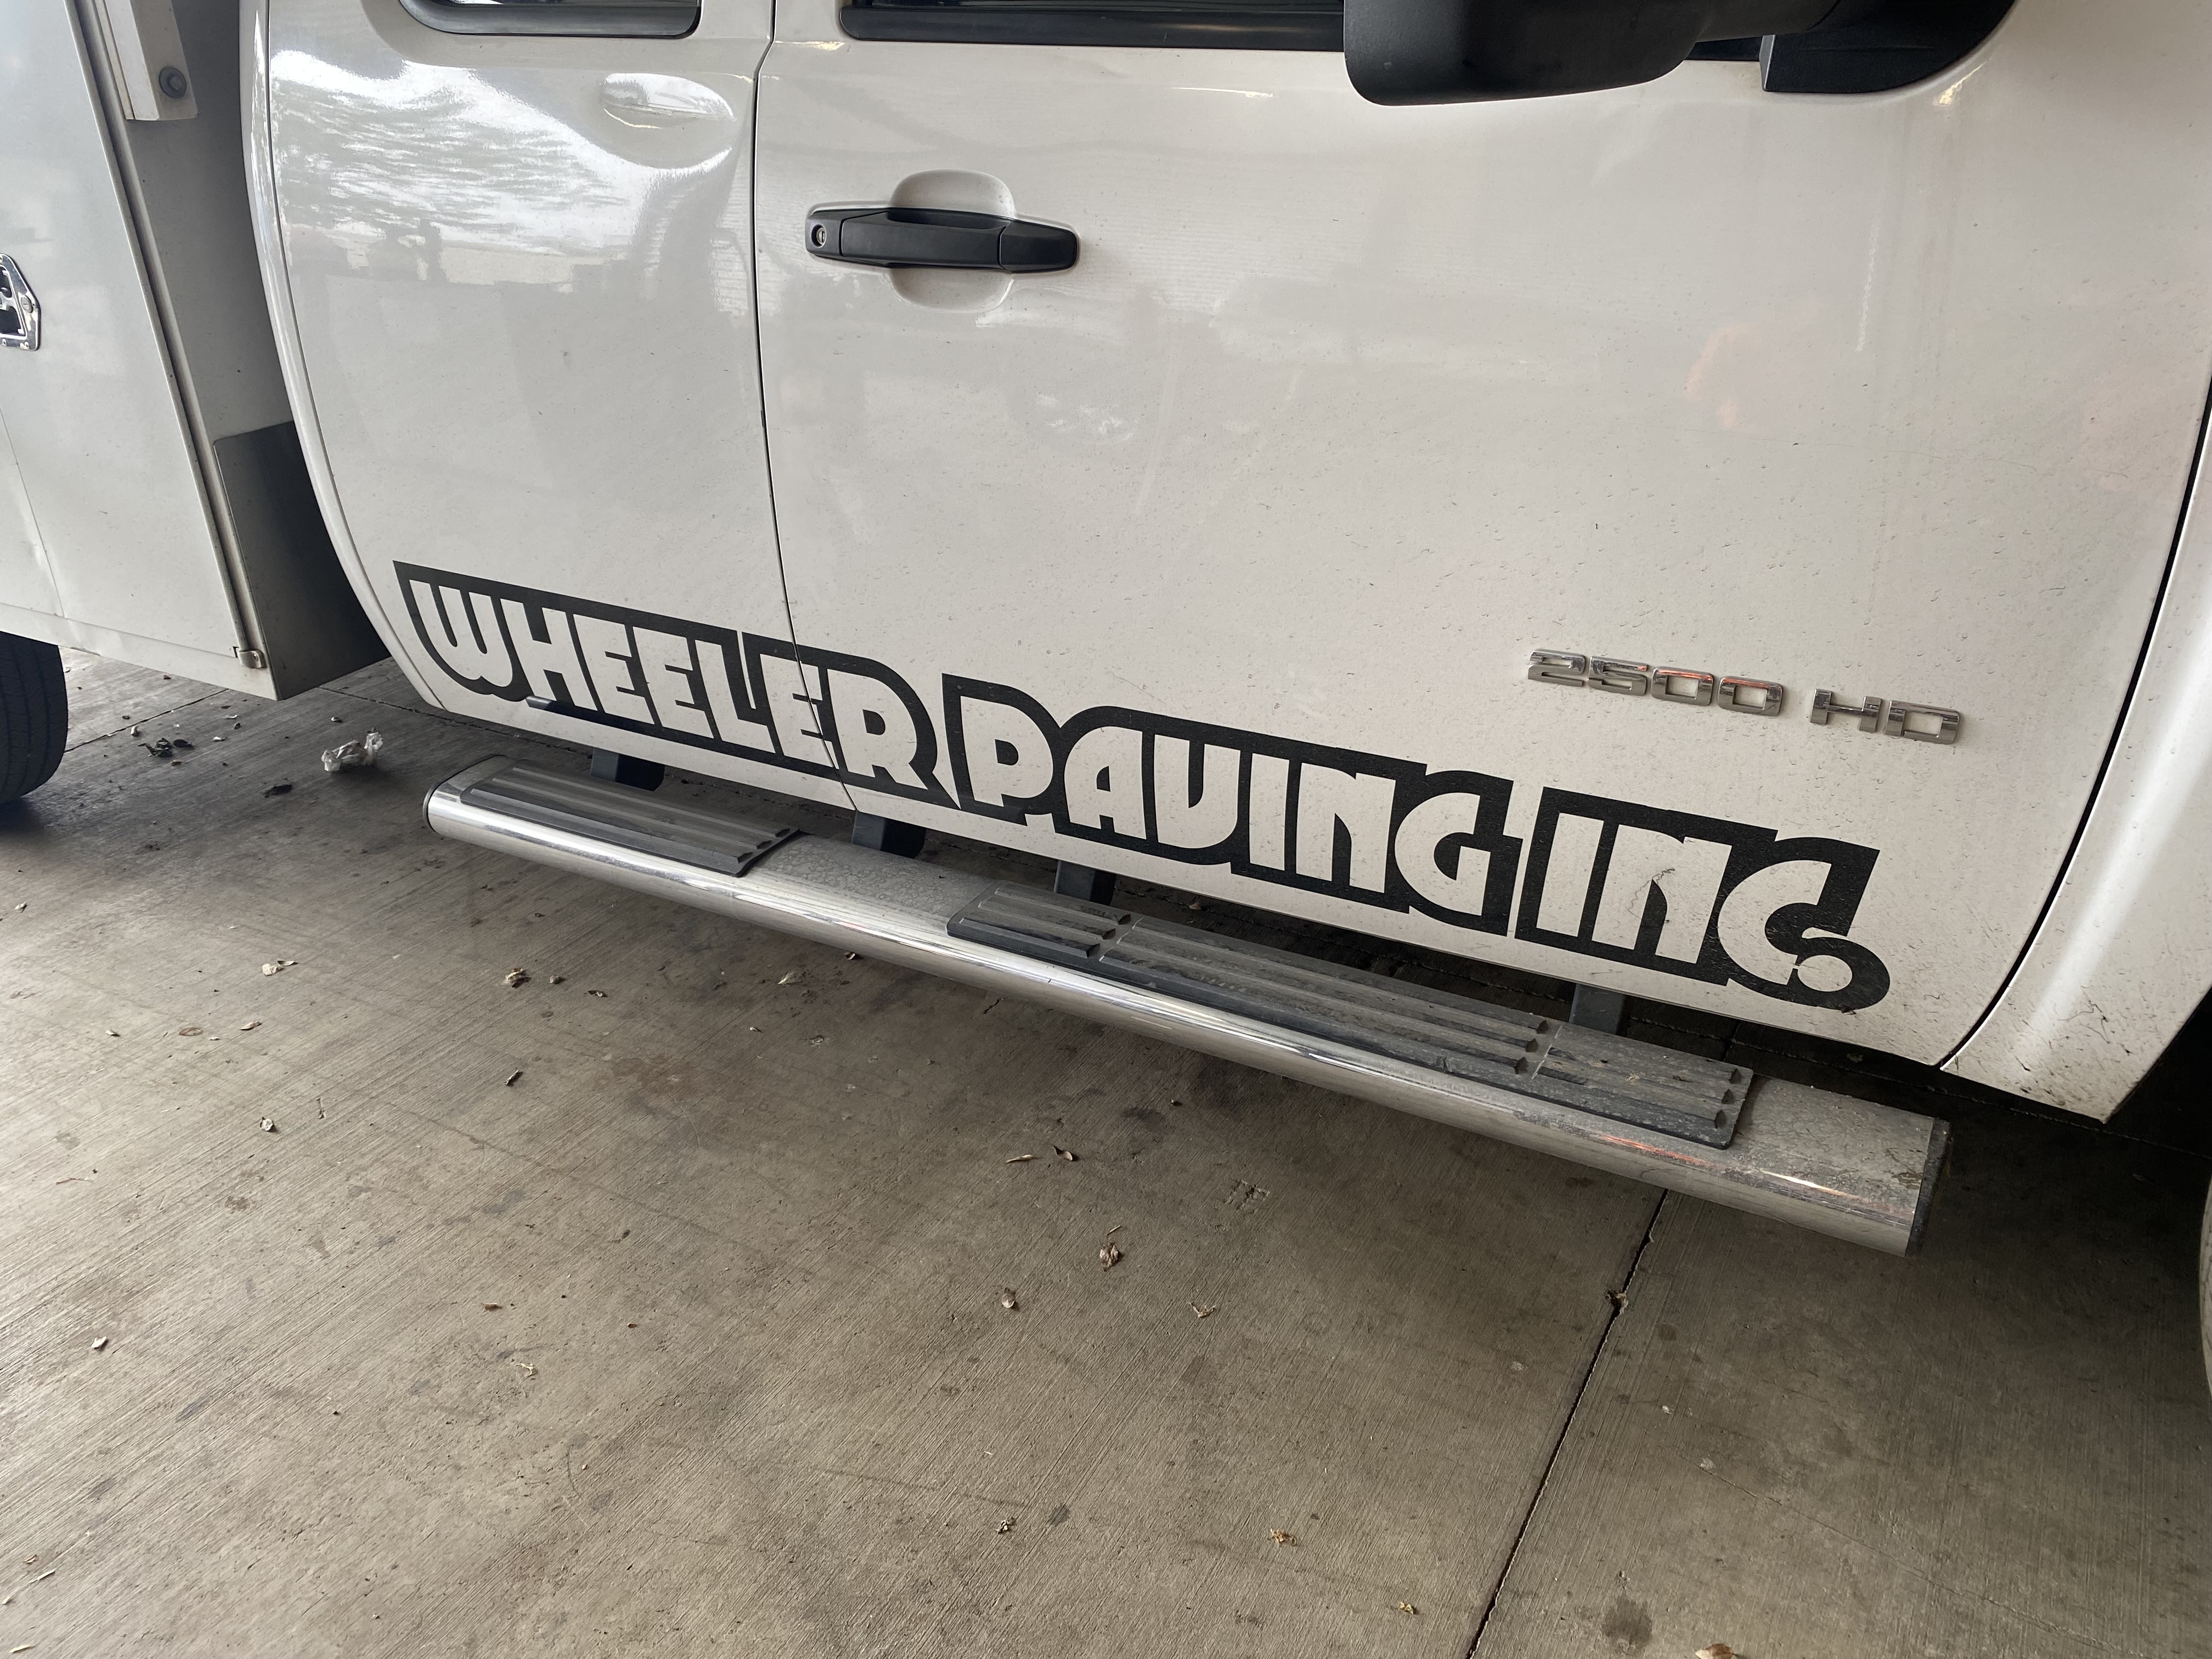 WHEELER PAVING INC.
2500 HD